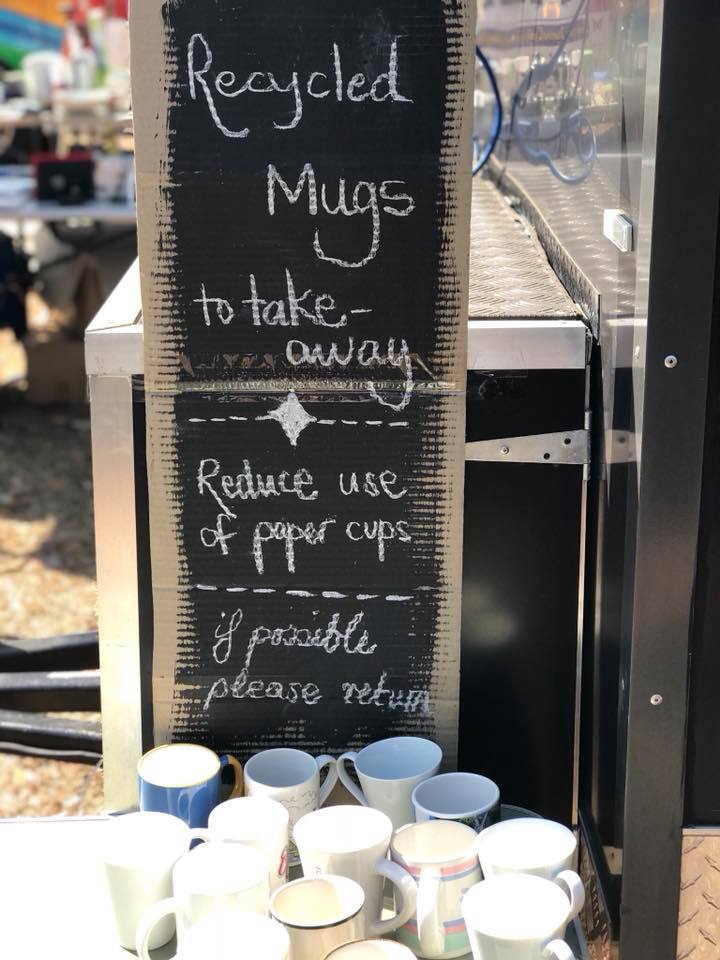 Recycled
Mugs
to take-
away
Reduce use
of paper cups
if possible
please return